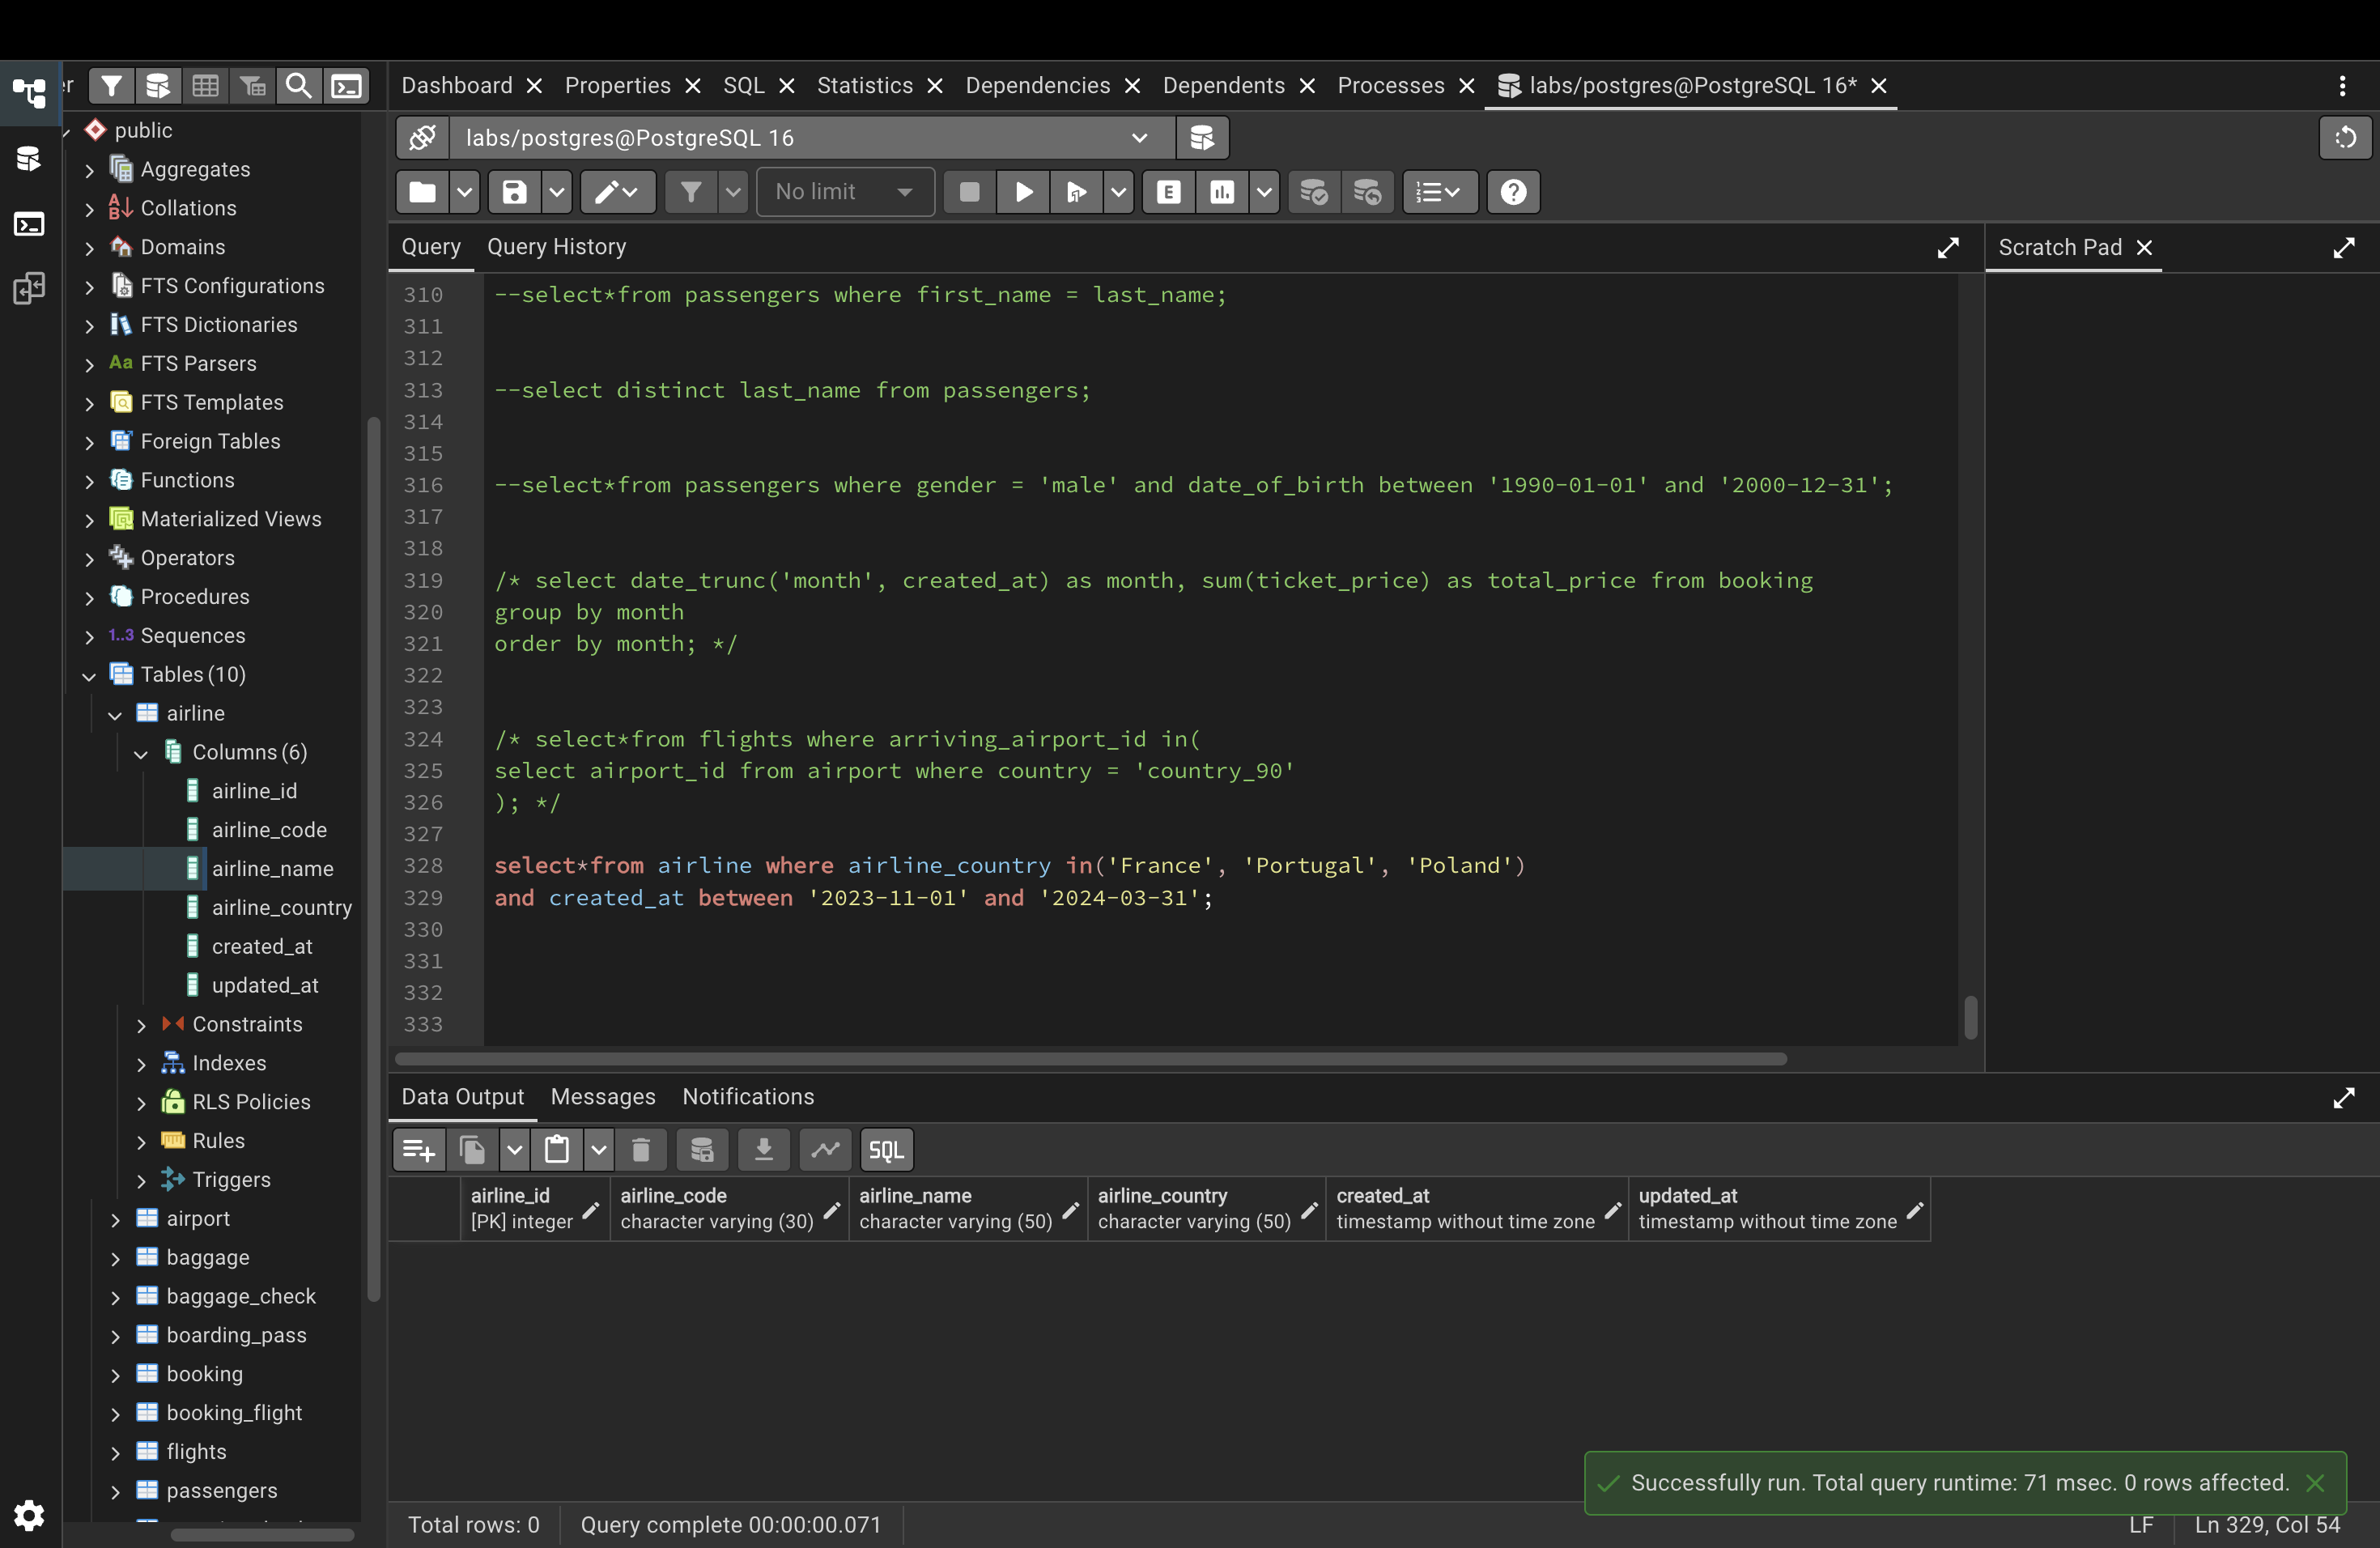 er
Dashboard
Properties
SQL
Statistics
Dependencies
Dependents
Processes
labs/postgres@PostgreSQL 16*
public
Aggregates
Collations
Domains
FTS Configurations
FTS Dictionaries
Aa FTS Parsers
FTS Templates
Foreign Tables
Functions
Materialized Views
Operators
Procedures
1..3 Sequences
Tables (10)
airline
Columns (6)
airline_id
airline_code
airline_name
airline_country
created_at
updated_at
Constraints
Indexes
RLS Policies
Rules
Triggers
airport
baggage
baggage_check
boarding_pass
booking
booking_flight
flights
passengers
labs/postgres@PostgreSQL 16
No limit
E
Query
Query History
Scratch Pad
310 --select*from passengers where first_name = last_name;
311
312
313 --select distinct last_name from passengers;
314
315
316 --select*from passengers where gender = 'male' and date_of_birth between '1990-01-01' and '2000-12-31';
317
318
319 /* select date_trunc('month', created_at) as month, sum(ticket_price) as total_price from booking
320 group by month
321 order by month; */
322
323
324 /* select*from flights where arriving_airport_id in(
325 select airport_id from airport where country = 'country_90'
326 ); */
327
328 select*from airline where airline_country in('France', 'Portugal', 'Poland')
329 and created_at between '2023-11-01' and '2024-03-31';
330
331
332
333
Data Output
Messages
Notifications
SQL
airline_id
[PK] integer
airline_code
character varying (30)
airline_name
character varying (50)
airline_country
character varying (50)
created_at
timestamp without time zone
updated_at
timestamp without time zone
Successfully run. Total query runtime: 71 msec. 0 rows affected.
Total rows: 0
Query complete 00:00:00.071
LF
Ln 329, Col 54